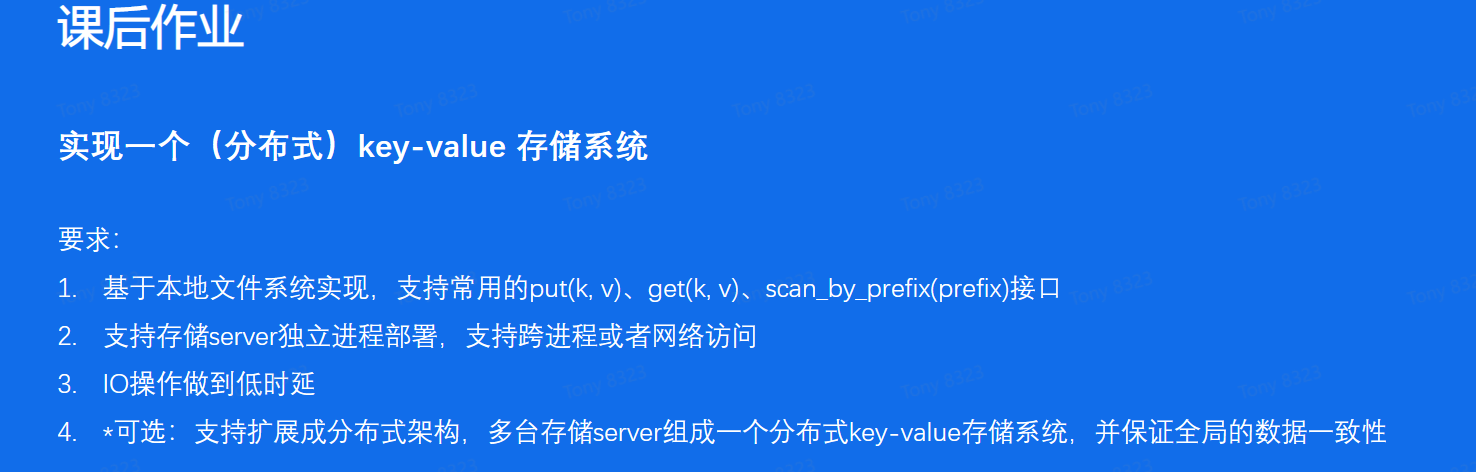 课后作业
实现一个（分布式）key-value 存储系统
要求：
1. 基于本地文件系统实现，支持常用的put(k, v)、get(k, v)、scan_by_prefix(prefix)接口
2. 支持存储server独立进程部署，支持跨进程或者网络访问
3. IO操作做到低时延
4. *可选：支持扩展成分布式架构，多台存储server组成一个分布式key-value存储系统，并保证全局的数据一致性
Tony 8323